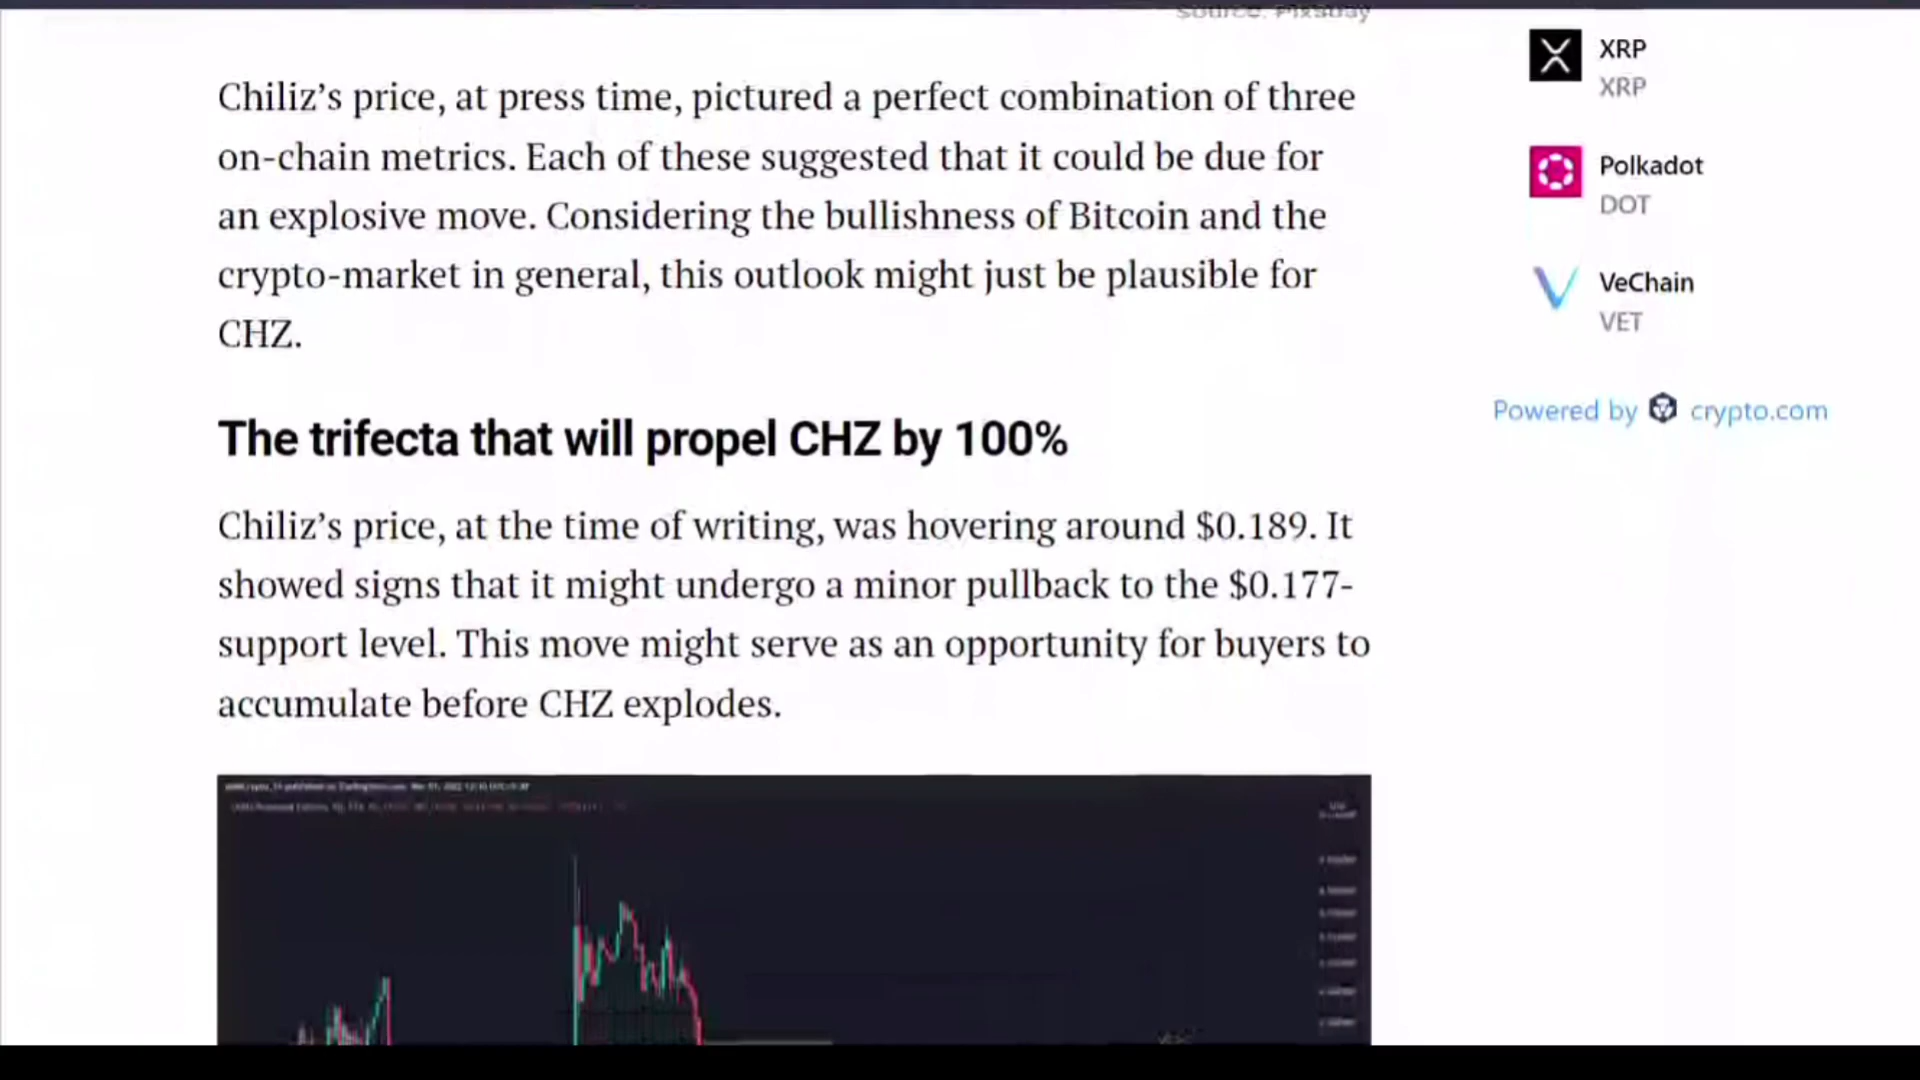 Source: Pixabay
Chiliz’s price, at press time, pictured a perfect combination of three
on-chain metrics. Each of these suggested that it could be due for
an explosive move. Considering the bullishness of Bitcoin and the
crypto-market in general, this outlook might just be plausible for
CHZ.
The trifecta that will propel CHZ by 100%
Chiliz’s price, at the time of writing, was hovering around $0.189. It
showed signs that it might undergo a minor pullback to the $0.177-
support level. This move might serve as an opportunity for buyers to
accumulate before CHZ explodes.
XRP
XRP
Polkadot
DOT
VeChain
VET
Powered by crypto.com